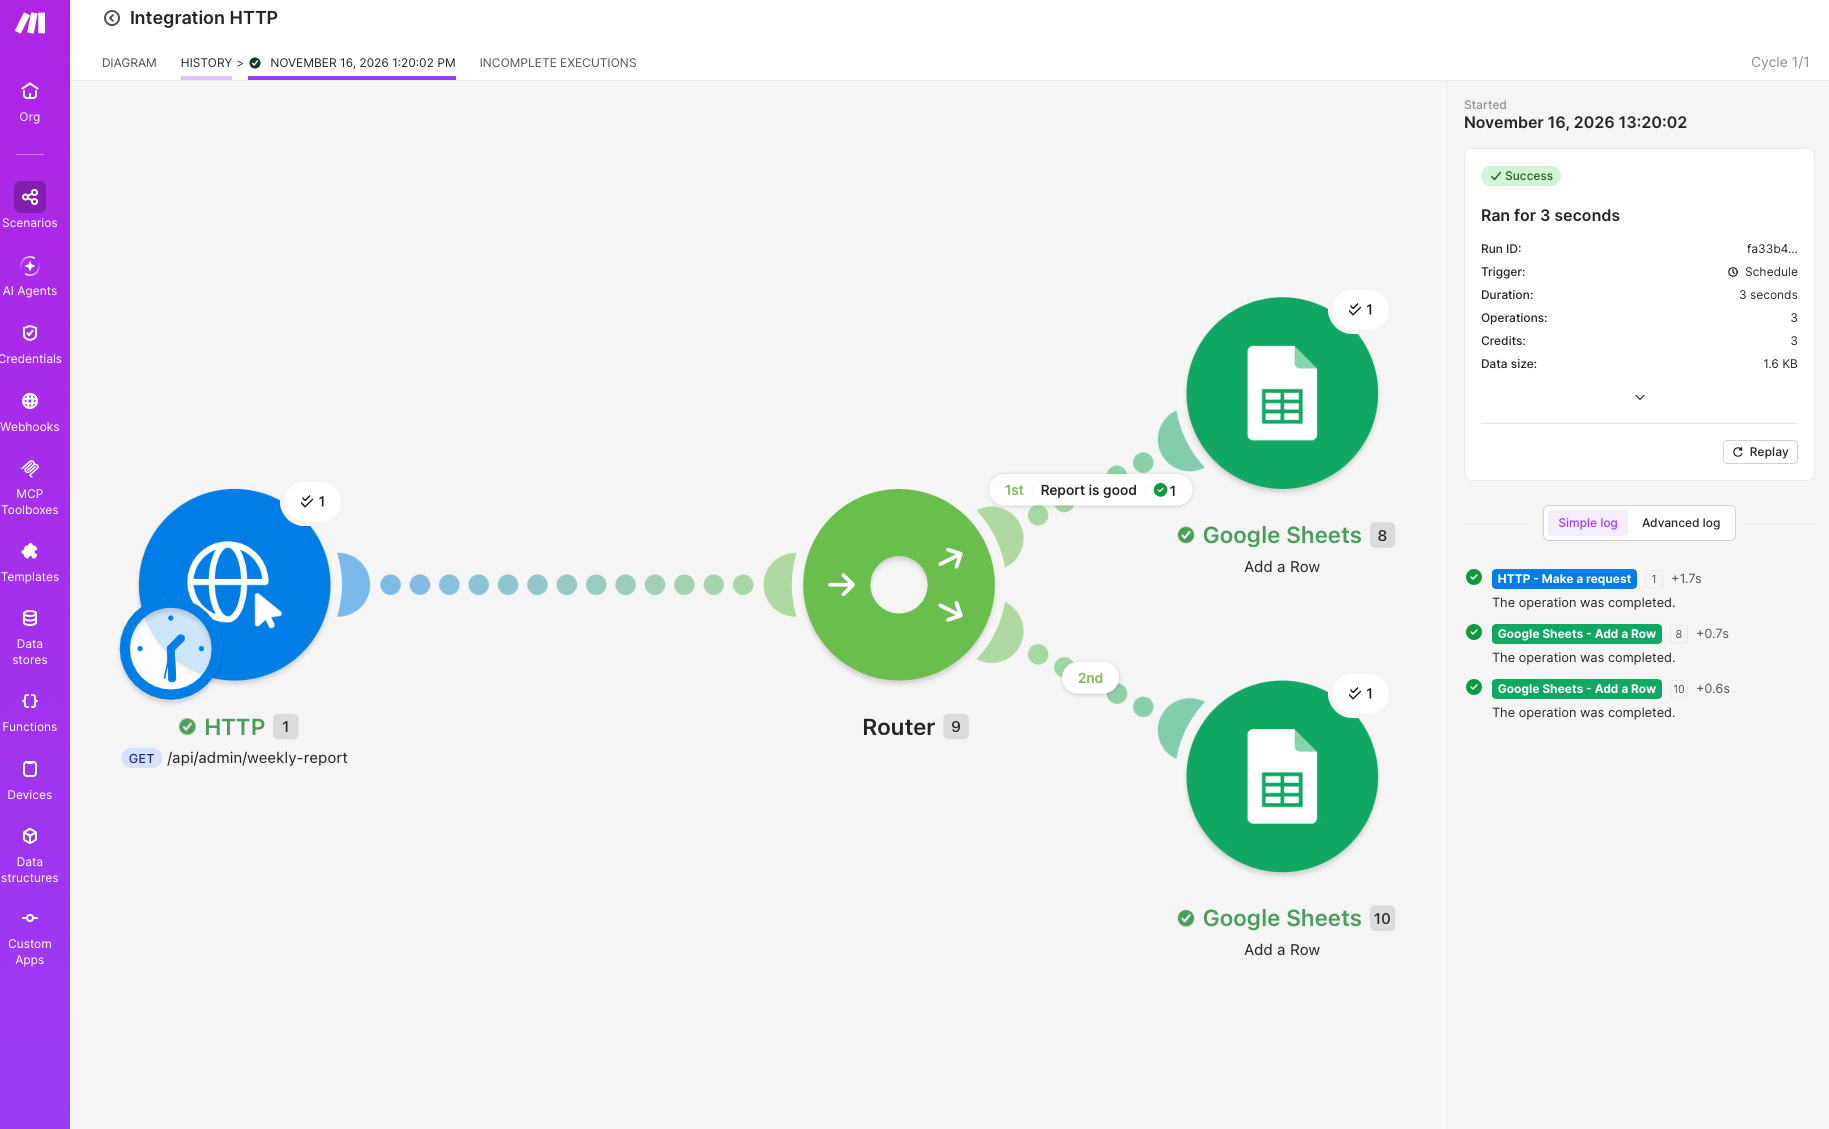 Integration HTTP
DIAGRAM
HISTORY >
NOVEMBER 16, 2026 1:20:02 PM
INCOMPLETE EXECUTIONS
Cycle 1/1
Org
Scenarios
AI Agents
Credentials
Webhooks
MCP
Toolboxes
Templates
Data
stores
Functions
Devices
Data
structures
Custom
Apps
1
HTTP 1
GET /api/admin/weekly-report
Router 9
1st Report is good 1
2nd
1
Google Sheets 8
Add a Row
1
Google Sheets 10
Add a Row
Started
November 16, 2026 13:20:02
Success
Ran for 3 seconds
Run ID: fa33b4...
Trigger: Schedule
Duration: 3 seconds
Operations: 3
Credits: 3
Data size: 1.6 KB
Replay
Simple log
Advanced log
HTTP - Make a request 1 +1.7s
The operation was completed.
Google Sheets - Add a Row 8 +0.7s
The operation was completed.
Google Sheets - Add a Row 10 +0.6s
The operation was completed.